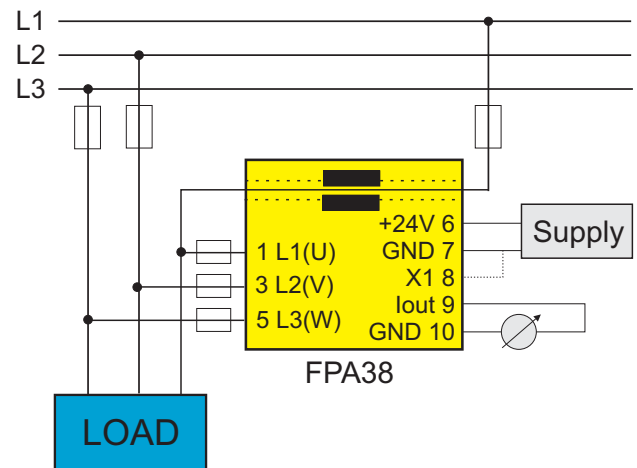 L1
L2
L3
+24V 6
GND 7
X1 8
Iout 9
GND 10
1 L1(U)
3 L2(V)
5 L3(W)
Supply
FPA38
LOAD